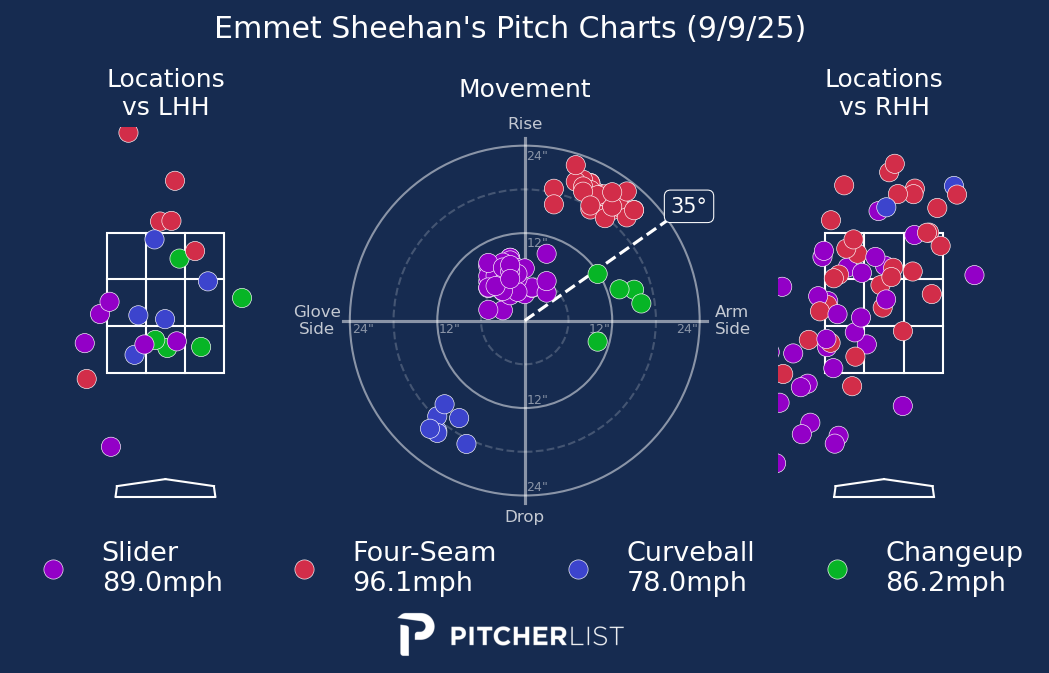 Emmet Sheehan's Pitch Charts (9/9/25)
Locations
vs LHH
Movement
Locations
vs RHH
Rise
24"
35°
12"
Glove
Side
24"
12"
12"
24"
Arm
Side
12"
24"
Drop
Slider
89.0mph
Four-Seam
96.1mph
Curveball
78.0mph
Changeup
86.2mph
PITCHERLIST